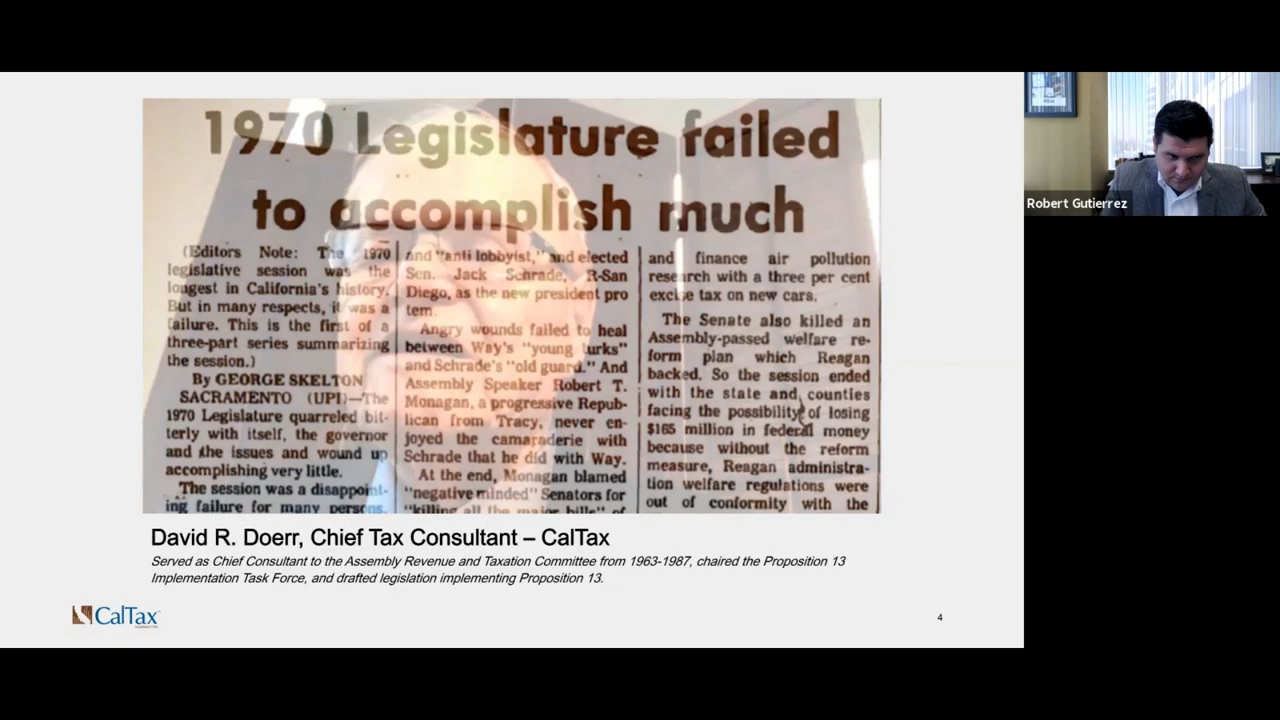 1970 Legislature failed
to accomplish much
(Editors Note: The 1970
legislative session was the
longest in California's history.
But in many respects, it was a
failure. This is the first of a
three-part series summarizing
the session.)
By GEORGE SKELTON
SACRAMENTO (UPI)—The
1970 Legislature quarreled bit-
terly with itself, the governor
and the issues and wound up
accomplishing very little.
The session was a disappoint-
ing failure for many persons.
and "anti lobbyist," and elected
Sen. Jack Schrade, R-San
Diego, as the new president pro
tem.
Angry wounds failed to heal
between Way's "young turks"
and Schrade's "old guard." And
Assembly Speaker Robert T.
Monagan, a progressive Repub-
lican from Tracy, never en-
joyed the camaraderie with
Schrade that he did with Way.
At the end, Monagan blamed
"negative minded" Senators for
"killing all the major bills" of
and finance air pollution
research with a three per cent
excise tax on new cars.
The Senate also killed an
Assembly-passed welfare re-
form plan which Reagan
backed. So the session ended
with the state and counties
facing the possibility of losing
$165 million in federal money
because without the reform
measure, Reagan administra-
tion welfare regulations were
out of conformity with the
David R. Doerr, Chief Tax Consultant – CalTax
Served as Chief Consultant to the Assembly Revenue and Taxation Committee from 1963-1987, chaired the Proposition 13
Implementation Task Force, and drafted legislation implementing Proposition 13.
CalTax
4
Robert Gutierrez